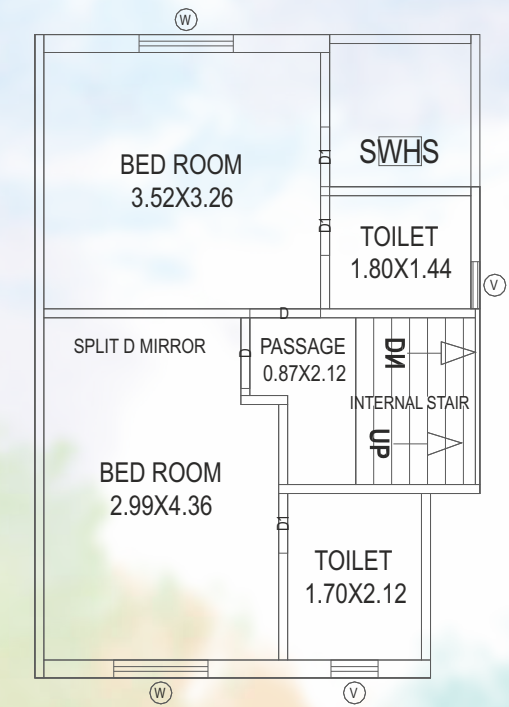 W
BED ROOM
3.52X3.26
D1
SWHS
D1
TOILET
1.80X1.44
V
D
SPLIT D MIRROR
D
PASSAGE
0.87X2.12
DN
INTERNAL STAIR
UP
BED ROOM
2.99X4.36
D1
TOILET
1.70X2.12
W
V